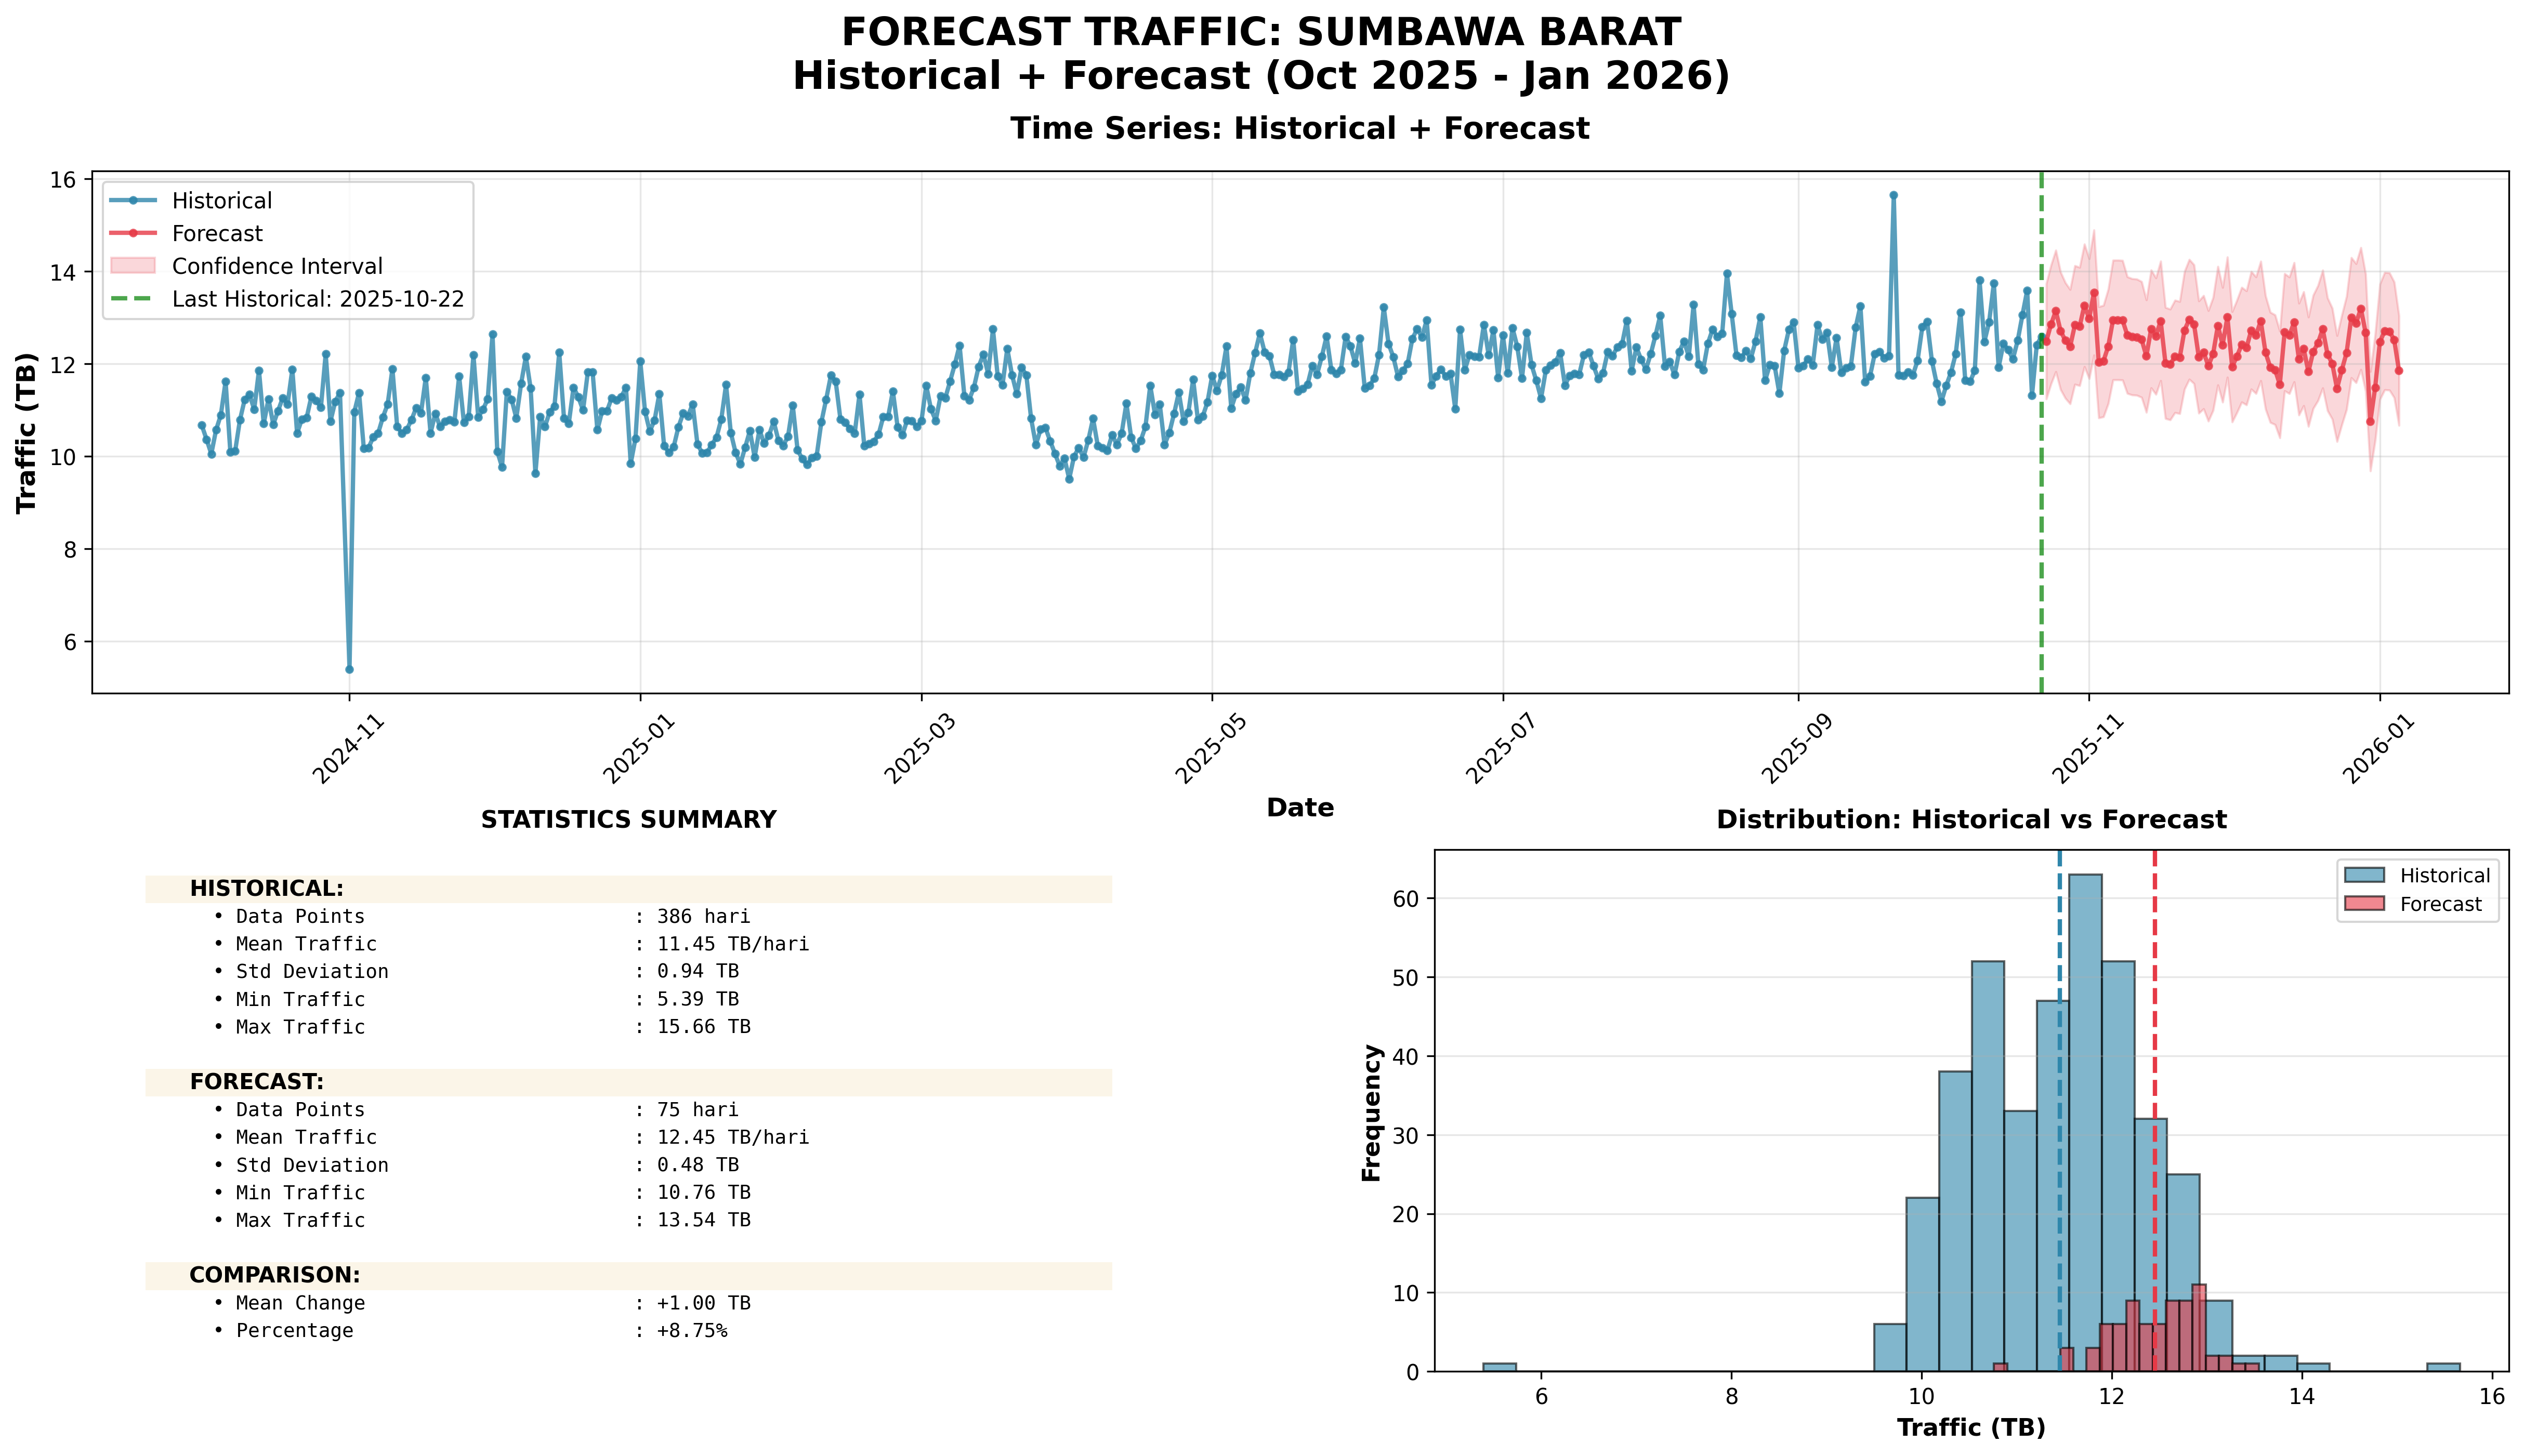 FORECAST TRAFFIC: SUMBAWA BARAT
Historical + Forecast (Oct 2025 - Jan 2026)
Time Series: Historical + Forecast
Traffic (TB)
16
14
12
10
8
6
Historical
Forecast
Confidence Interval
Last Historical: 2025-10-22
2024-11
2025-01
2025-03
2025-05
2025-07
2025-09
2025-11
2026-01
Date
STATISTICS SUMMARY
HISTORICAL:
• Data Points : 386 hari
• Mean Traffic : 11.45 TB/hari
• Std Deviation : 0.94 TB
• Min Traffic : 5.39 TB
• Max Traffic : 15.66 TB
FORECAST:
• Data Points : 75 hari
• Mean Traffic : 12.45 TB/hari
• Std Deviation : 0.48 TB
• Min Traffic : 10.76 TB
• Max Traffic : 13.54 TB
COMPARISON:
• Mean Change : +1.00 TB
• Percentage : +8.75%
Distribution: Historical vs Forecast
Frequency
60
50
40
30
20
10
0
Historical
Forecast
6
8
10
12
14
16
Traffic (TB)